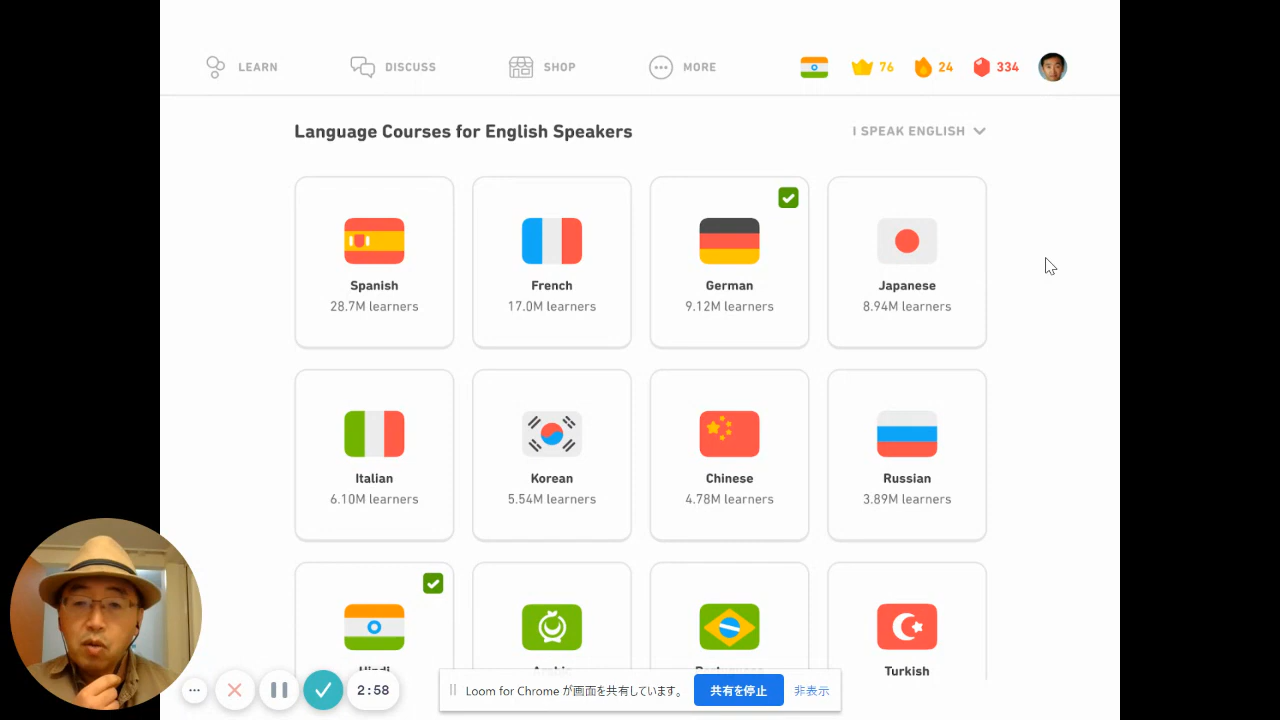 LEARN DISCUSS SHOP MORE 76 24 334
Language Courses for English Speakers I SPEAK ENGLISH
Spanish French German Japanese
28.7M learners 17.0M learners 9.12M learners 8.94M learners
Italian Korean Chinese Russian
6.10M learners 5.54M learners 4.78M learners 3.89M learners
Turkish
2:58 Loom for Chrome が画面を共有しています。 共有を停止 非表示